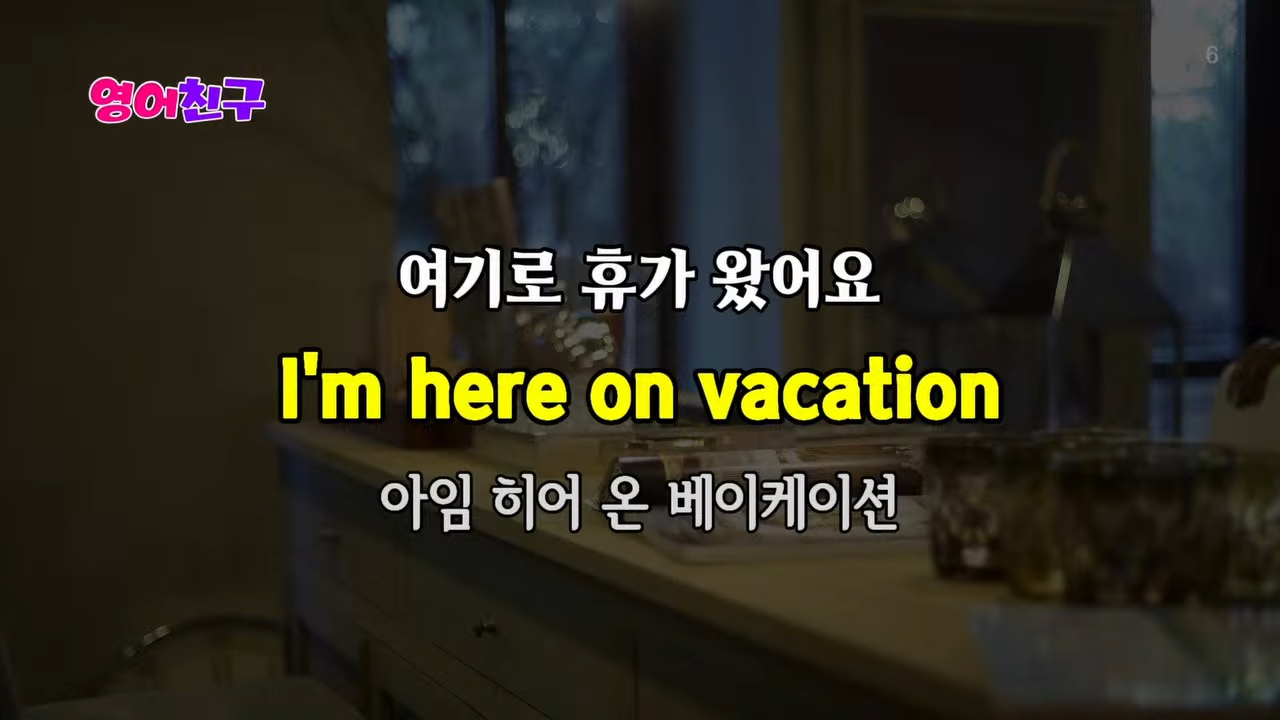 영어친구
6
여기로 휴가 왔어요
I'm here on vacation
아임 히어 온 베이케이션